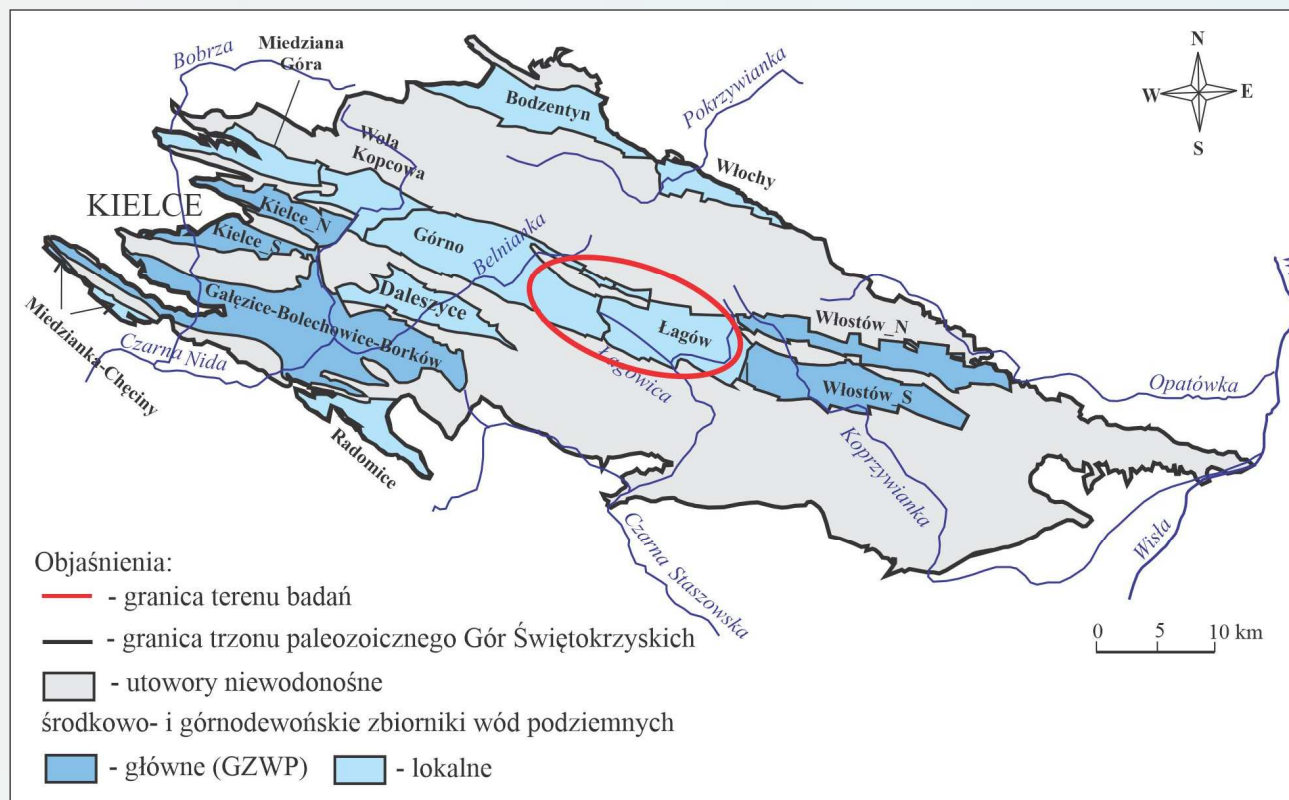 Bobrza
Miedziana
Góra
N
W
E
S
Bodzentyn
Pokrzywianka
Wola
Kopcowa
Włochy
KIELCE
Kielce_N
Kielce_S
Górno
Belnianka
Daleszyce
Gałęzice-Bolechowice-Borków
Miedzianka-Chęciny
Czarna Nida
Łagów
Łagowica
Włostów_N
Włostów_S
Opatówka
Radomice
Koprzywianka
Czarna Staszowska
Wisła
Objaśnienia:
- granica terenu badań
- granica trzonu paleozoicznego Gór Świętokrzyskich
- utowory niewodonośne
środkowo- i górnodewońskie zbiorniki wód podziemnych
- główne (GZWP)
- lokalne
0 5 10 km